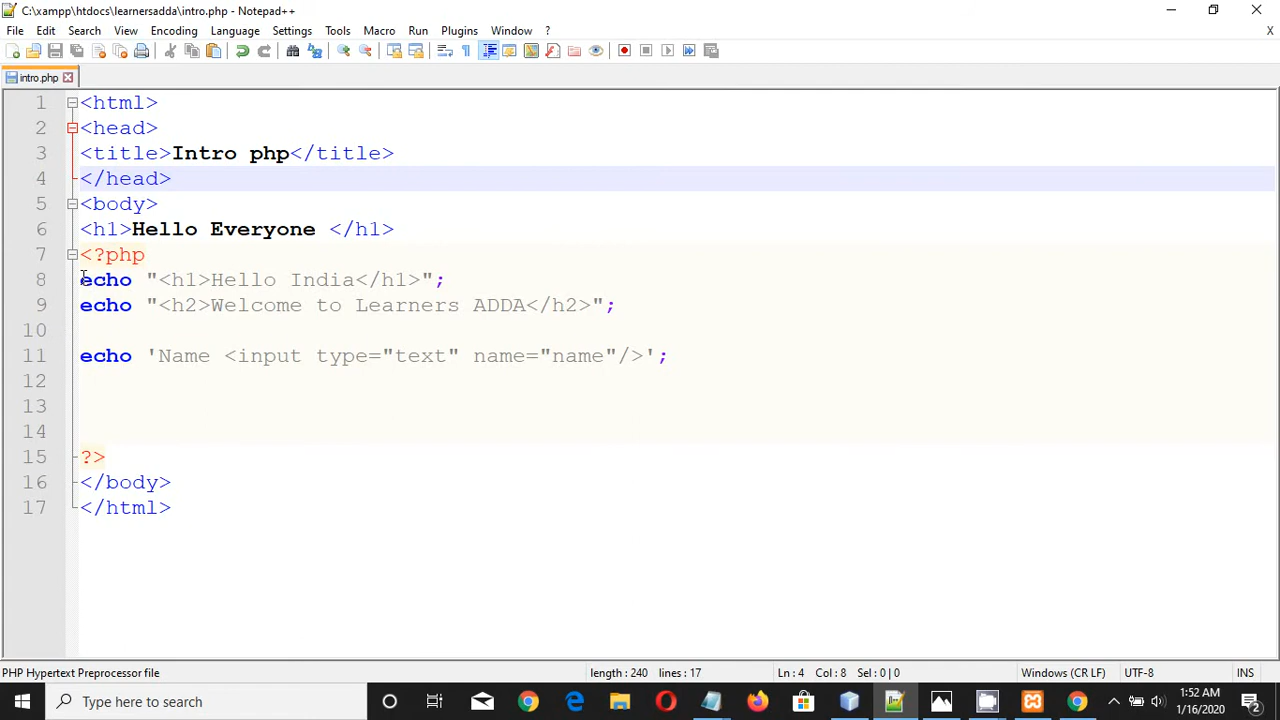 C:\xampp\htdocs\learnersadda\intro.php - Notepad++
File Edit Search View Encoding Language Settings Tools Macro Run Plugins Window ? X
intro.php
1 <html>
2 <head>
3 <title>Intro php</title>
4 </head>
5 <body>
6 <h1>Hello Everyone </h1>
7 <?php
8 echo "<h1>Hello India</h1>";
9 echo "<h2>Welcome to Learners ADDA</h2>";
10
11 echo 'Name <input type="text" name="name"/>';
12
13
14
15 ?>
16 </body>
17 </html>
PHP Hypertext Preprocessor file length : 240 lines : 17 Ln : 4 Col : 8 Sel : 0 | 0 Windows (CR LF) UTF-8 INS
Type here to search 1:52 AM
1/16/2020 2